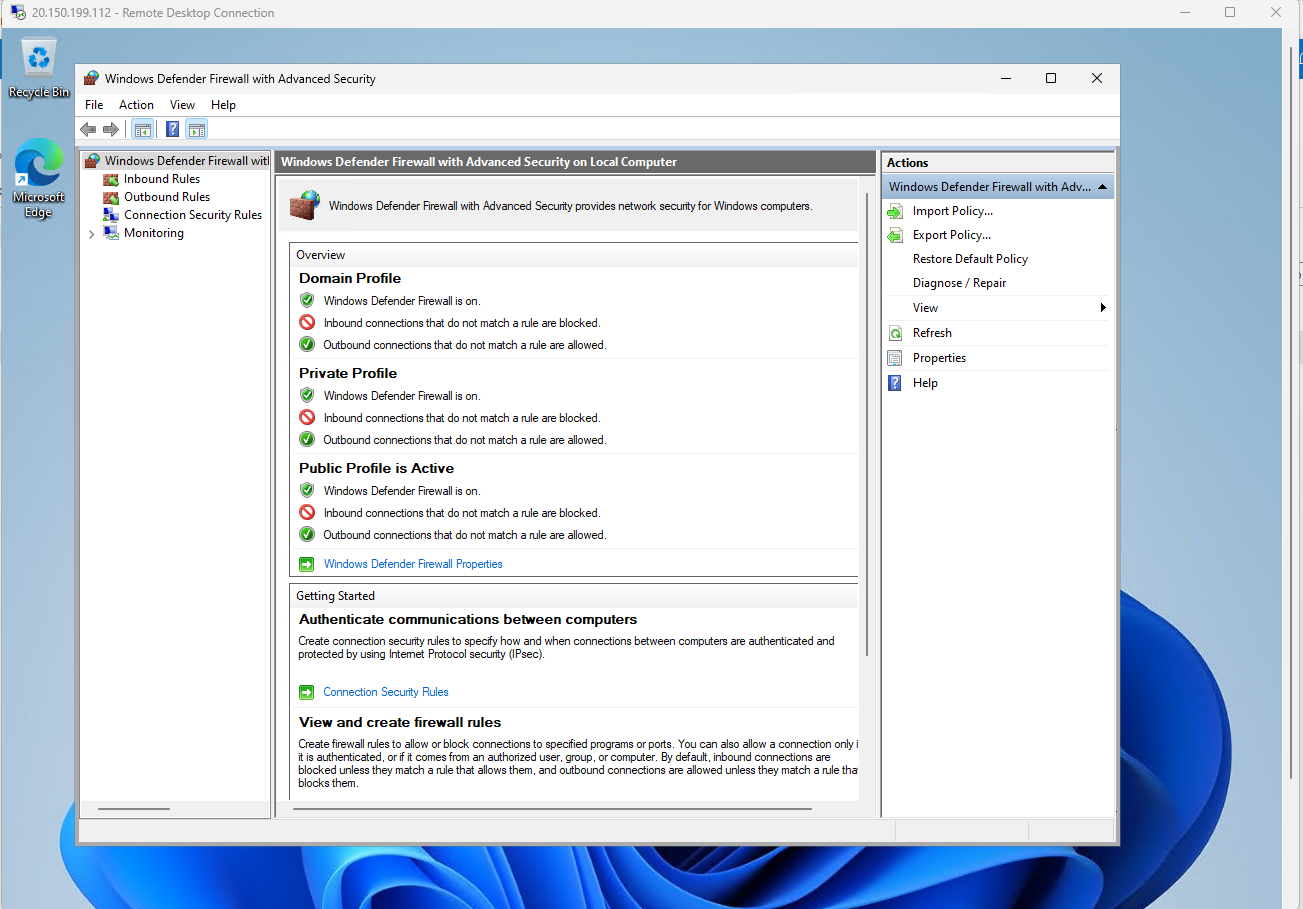 20.150.199.112 - Remote Desktop Connection
Recycle Bin
Microsoft
Edge
Windows Defender Firewall with Advanced Security
File Action View Help
Windows Defender Firewall wit
Inbound Rules
Outbound Rules
Connection Security Rules
Monitoring
Windows Defender Firewall with Advanced Security on Local Computer
Windows Defender Firewall with Advanced Security provides network security for Windows computers.
Overview
Domain Profile
Windows Defender Firewall is on.
Inbound connections that do not match a rule are blocked.
Outbound connections that do not match a rule are allowed.
Private Profile
Windows Defender Firewall is on.
Inbound connections that do not match a rule are blocked.
Outbound connections that do not match a rule are allowed.
Public Profile is Active
Windows Defender Firewall is on.
Inbound connections that do not match a rule are blocked.
Outbound connections that do not match a rule are allowed.
Windows Defender Firewall Properties
Getting Started
Authenticate communications between computers
Create connection security rules to specify how and when connections between computers are authenticated and
protected by using Internet Protocol security (IPsec).
Connection Security Rules
View and create firewall rules
Create firewall rules to allow or block connections to specified programs or ports. You can also allow a connection only i
it is authenticated, or if it comes from an authorized user, group, or computer. By default, inbound connections are
blocked unless they match a rule that allows them, and outbound connections are allowed unless they match a rule tha
blocks them.
Actions
Windows Defender Firewall with Adv...
Import Policy...
Export Policy...
Restore Default Policy
Diagnose / Repair
View
Refresh
Properties
Help